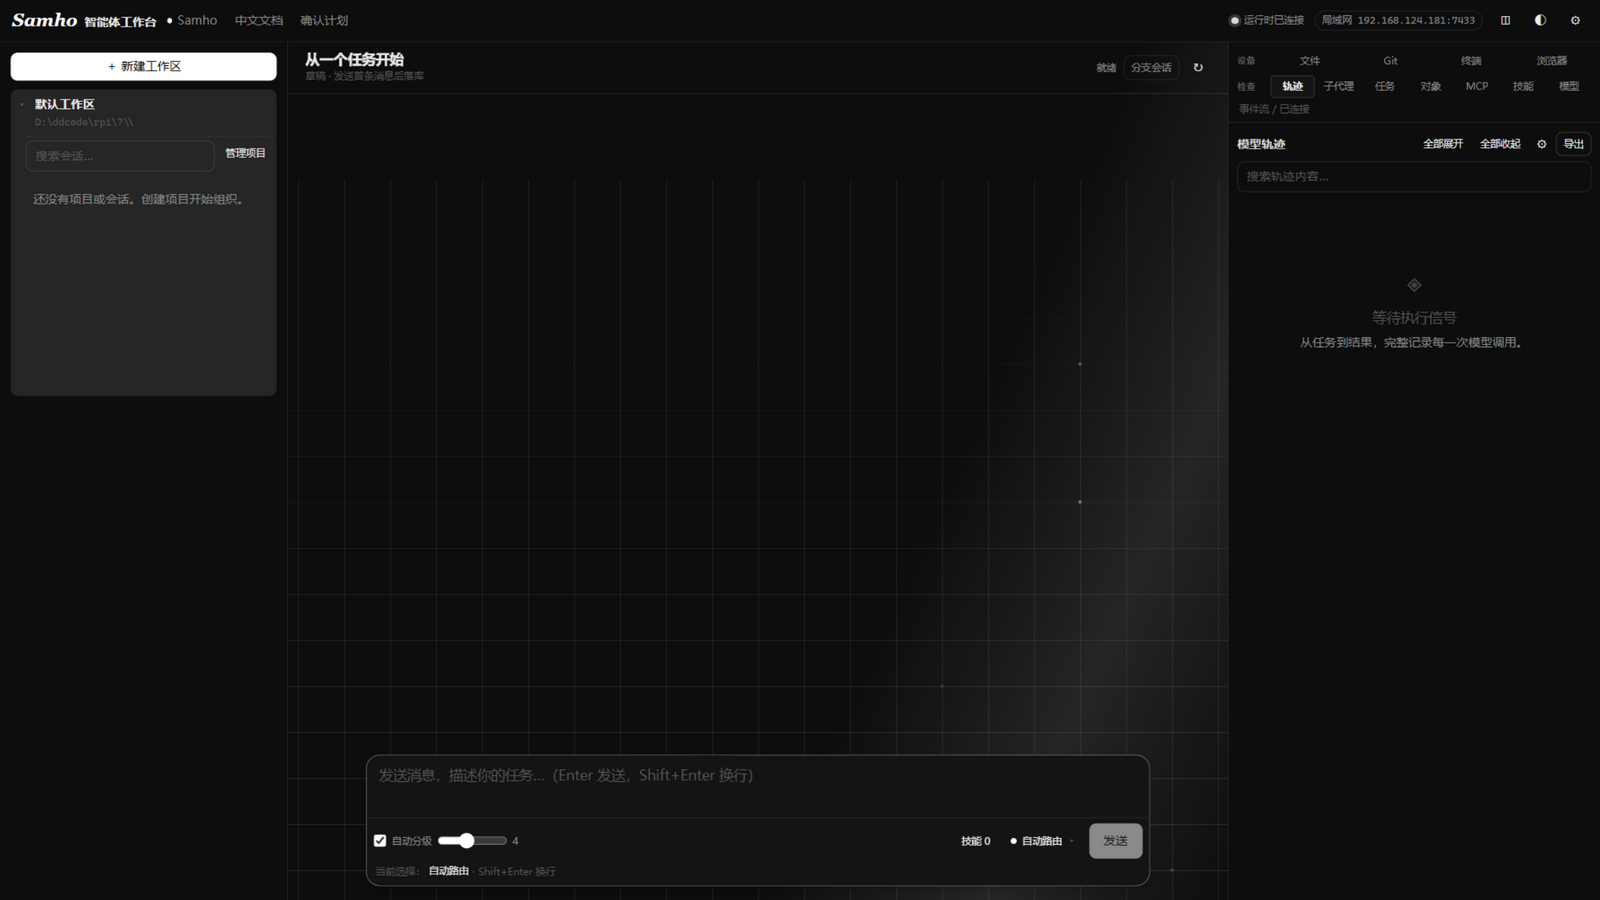 Samho 智能体工作台 ● Samho 中文文档 确认计划
运行时已连接 局域网 192.168.124.181:7433
+ 新建工作区
默认工作区
D:\ddcode\rpi\?\\
搜索会话...
管理项目
还没有项目或会话。创建项目开始组织。
从一个任务开始
草稿 · 发送首条消息后落库
就绪 分支会话 ↻
发送消息，描述你的任务...（Enter 发送，Shift+Enter 换行）
自动分级 4
技能 0 ● 自动路由
发送
当前选择： 自动路由 · Shift+Enter 换行
设备 文件 Git 终端 浏览器
检查 轨迹 子代理 任务 对象 MCP 技能 模型
事件流 / 已连接
模型轨迹 全部展开 全部收起 导出
搜索轨迹内容...
等待执行信号
从任务到结果，完整记录每一次模型调用。